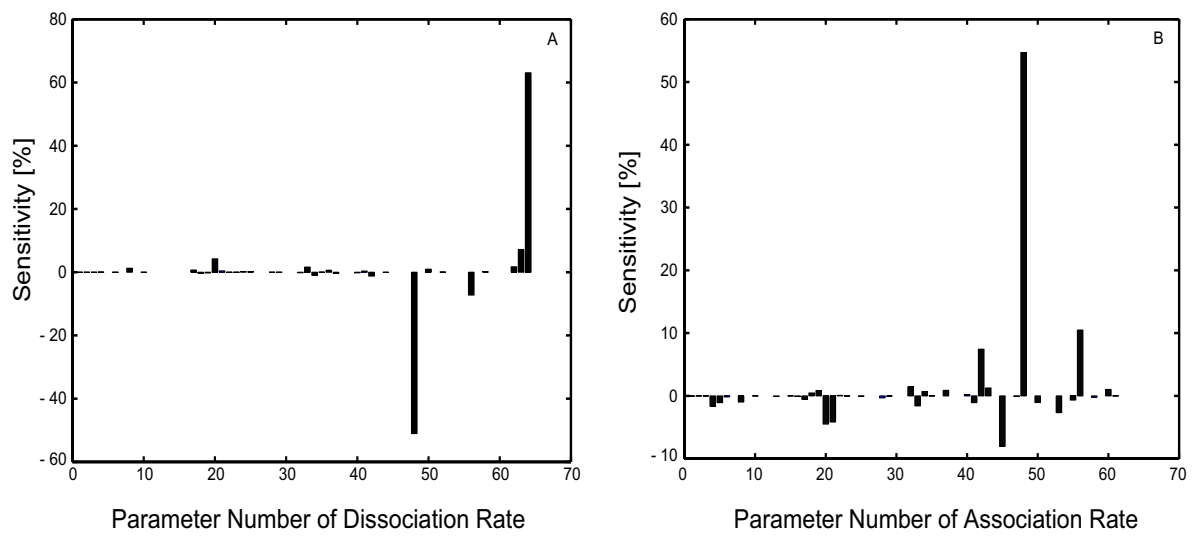 A
80
60
40
20
0
- 20
- 40
- 60
0 10 20 30 40 50 60 70
Sensitivity [%]
Parameter Number of Dissociation Rate
B
60
50
40
30
20
10
0
- 10
0 10 20 30 40 50 60 70
Sensitivity [%]
Parameter Number of Association Rate